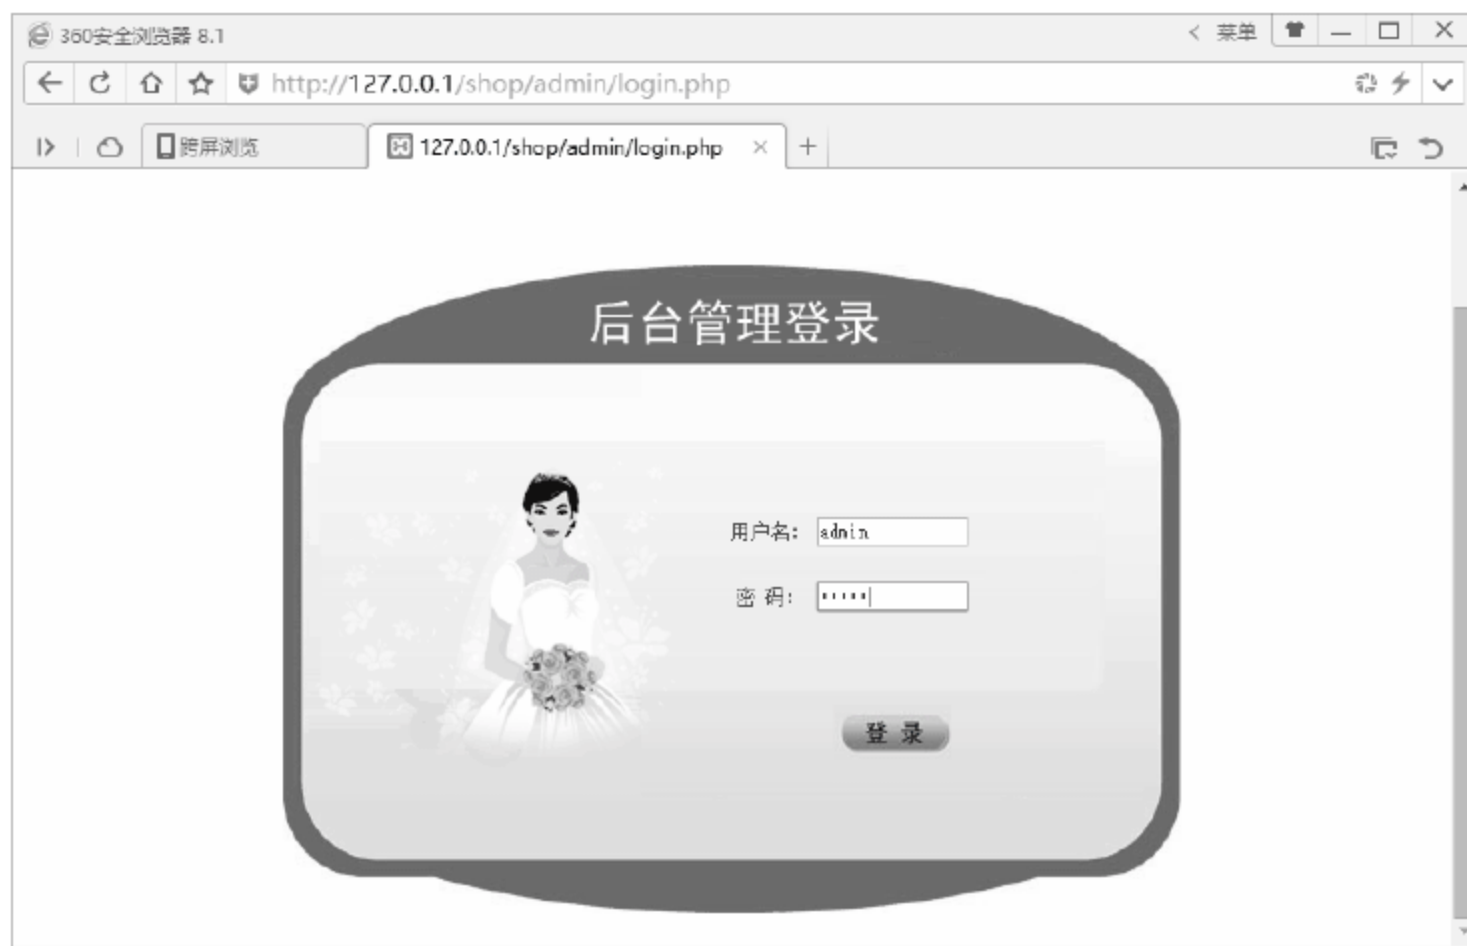 360安全浏览器 8.1
菜单
http://127.0.0.1/shop/admin/login.php
跨屏浏览
127.0.0.1/shop/admin/login.php
后台管理登录
用户名：admin
密 码：•••••
登 录